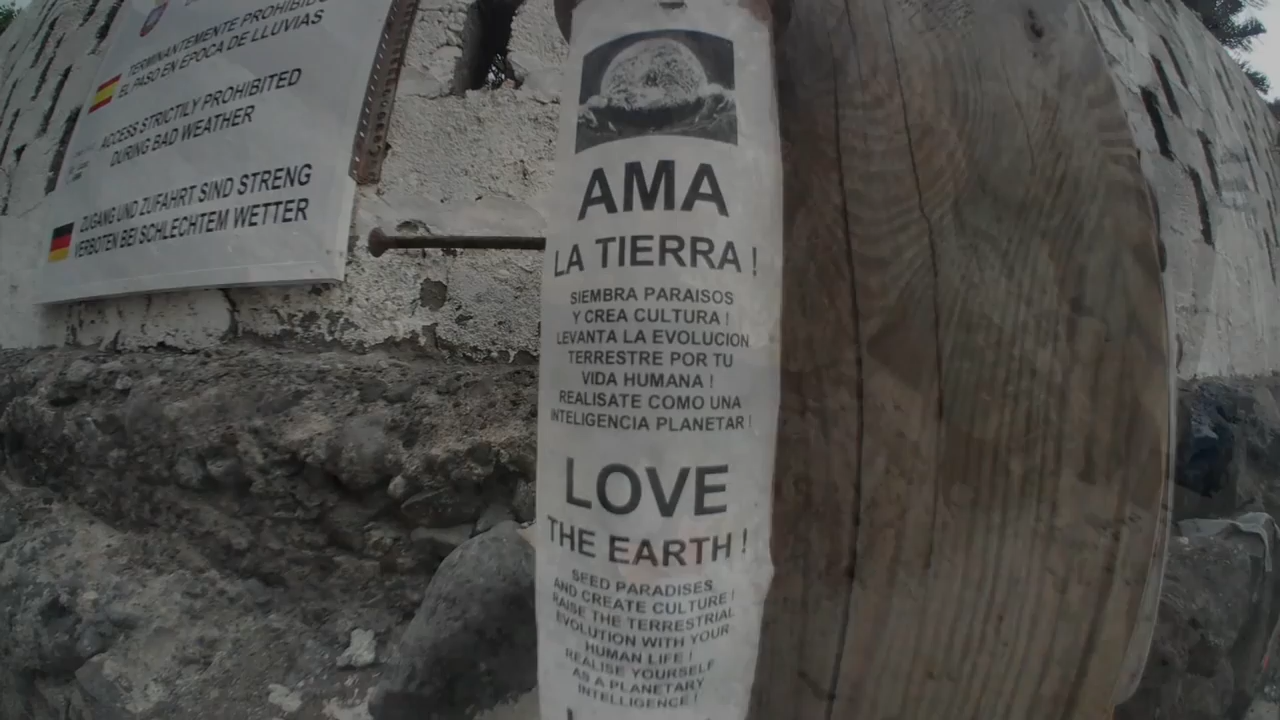 TERMINANTEMENTE PROHIBIDO
EL PASO EN EPOCA DE LLUVIAS
ACCESS STRICTILY PROHIBITED
DURING BAD WEATHER
ZUGANG UND ZUFAHRT SIND STRENG
VERBOTEN BEI SCHLECHTEM WETTER
AMA
LA TIERRA !
SIEMBRA PARAISOS
Y CREA CULTURA !
LEVANTA LA EVOLUCION
TERRESTRE POR TU
VIDA HUMANA !
REALISATE COMO UNA
INTELIGENCIA PLANETAR !
LOVE
THE EARTH !
SEED PARADISES
AND CREATE CULTURE !
RAISE THE TERRESTRIAL
EVOLUTION WITH YOUR
HUMAN LIFE !
REALISE YOURSELF
AS A PLANETARY
INTELLIGENCE !